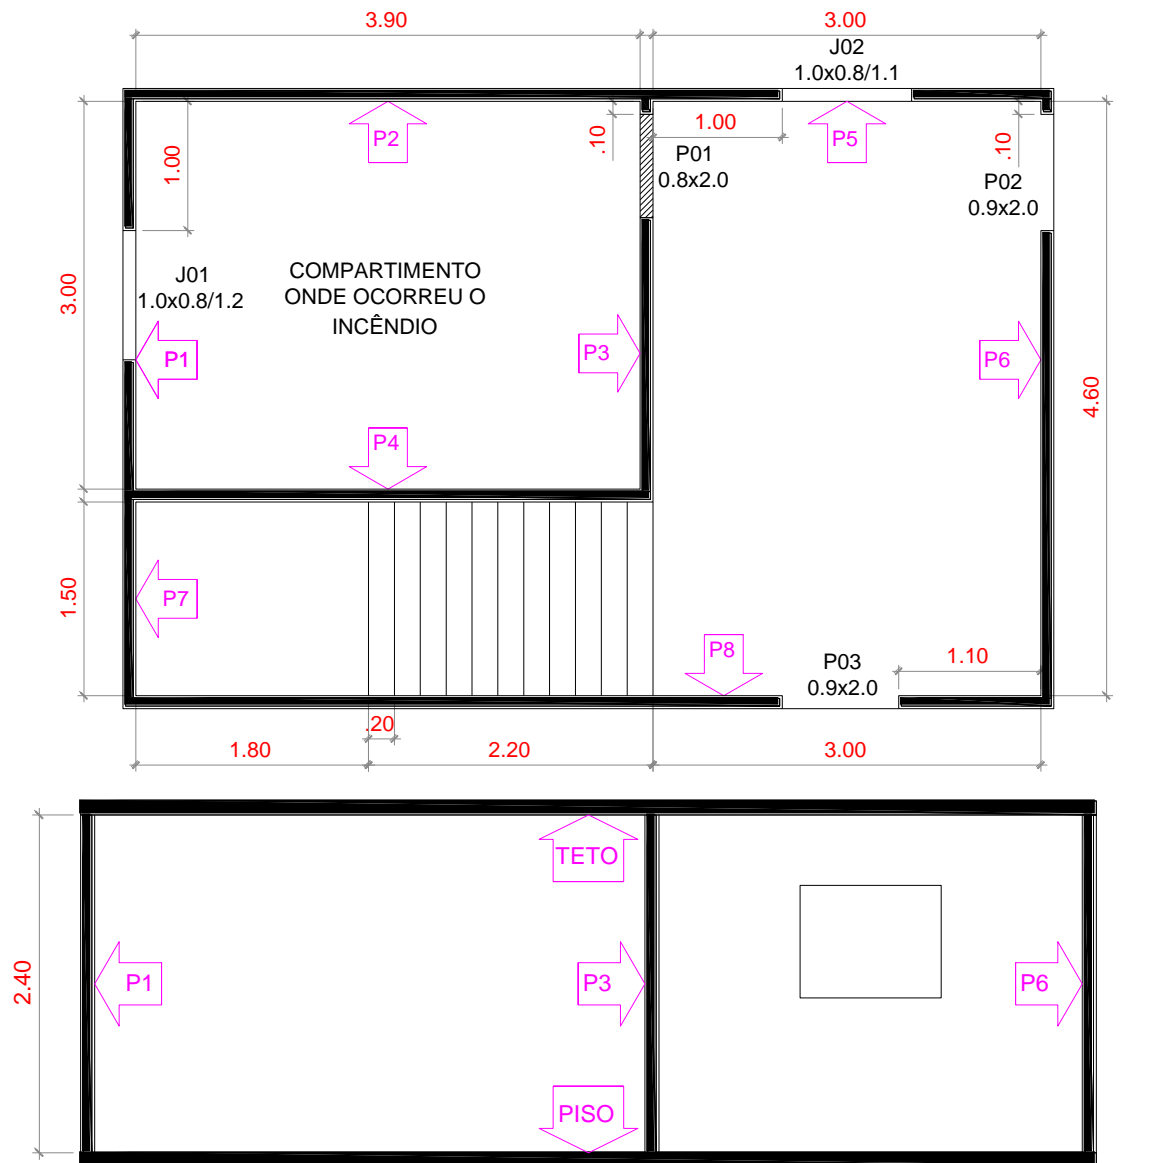 3.90
3.00
J02
1.0x0.8/1.1
P2
.10
1.00
P5
.10
1.00
P01
0.8x2.0
P02
0.9x2.0
3.00
J01
1.0x0.8/1.2
COMPARTIMENTO
ONDE OCORREU O
INCÊNDIO
P1
P3
P6
4.60
P4
1.50
P7
P8
P03
0.9x2.0
1.10
.20
1.80
2.20
3.00
TETO
2.40
P1
P3
P6
PISO